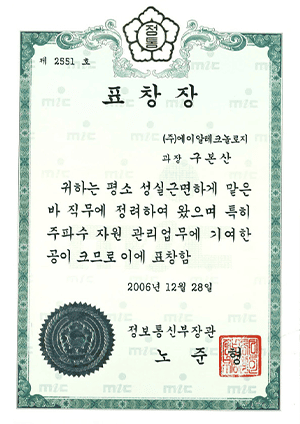 정통
제 2551 호
표창장
(주)에이알테크놀로지
과장 구본산
귀하는 평소 성실근면하게 맡은
바 직무에 정려하여 왔으며 특히
주파수 자원 관리업무에 기여한
공이 크므로 이에 표창함
2006년 12월 28일
정보통신부장관
노 준 형